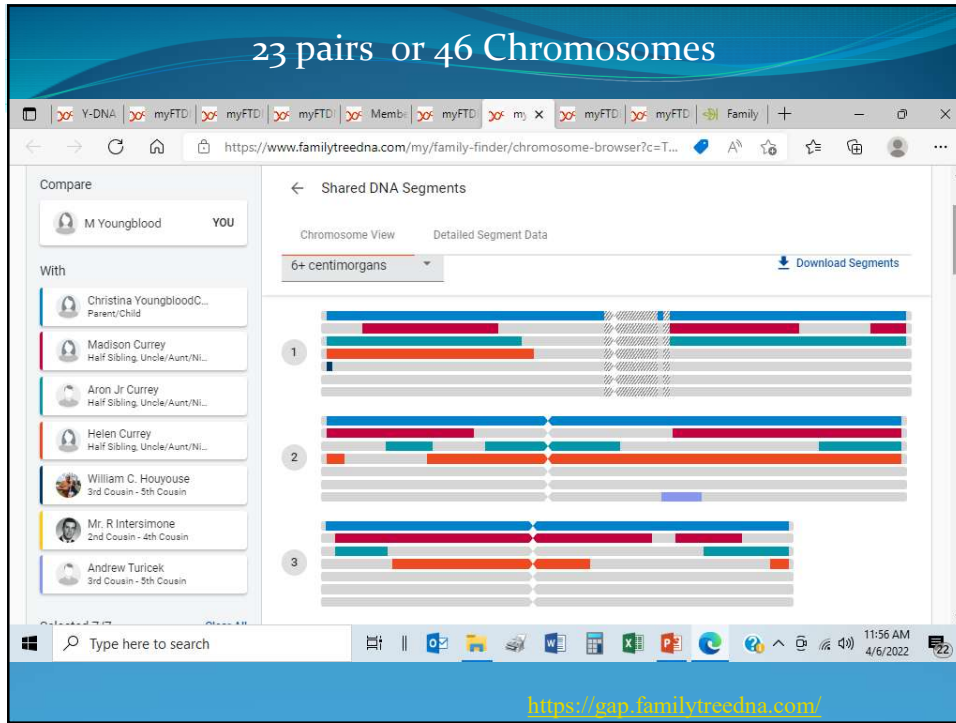 23 pairs or 46 Chromosomes
Y-DNA myFTD myFTD myFTD Membe myFTD my myFTD myFTD Family
https://www.familytreedna.com/my/family-finder/chromosome-browser?c=T...
Compare
M Youngblood YOU
With
Christina YoungbloodC...
Parent/Child
Madison Currey
Half Sibling, Uncle/Aunt/Ni...
Aron Jr Currey
Half Sibling, Uncle/Aunt/Ni...
Helen Currey
Half Sibling, Uncle/Aunt/Ni...
William C. Houyouse
3rd Cousin - 5th Cousin
Mr. R Intersimone
2nd Cousin - 4th Cousin
Andrew Turicek
3rd Cousin - 5th Cousin
Shared DNA Segments
Chromosome View Detailed Segment Data
6+ centimorgans Download Segments
1
2
3
Type here to search
11:56 AM
4/6/2022
22
https://gap.familytreedna.com/